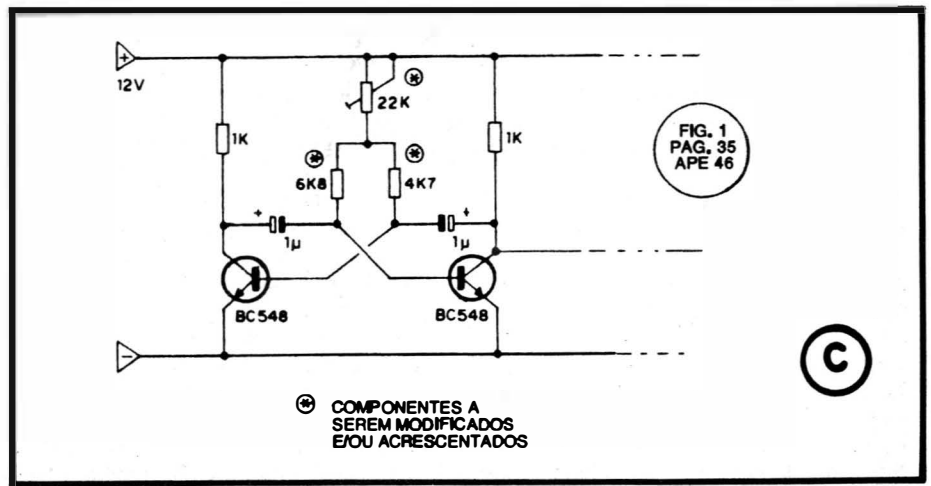 +
12V
⊛
22K
1K
1K
FIG. 1
PAG. 35
APE 46
⊛
⊛
6K8
4K7
+
+
1µ
1µ
BC548
BC548
−
C
⊛ COMPONENTES A
SEREM MODIFICADOS
E/OU ACRESCENTADOS